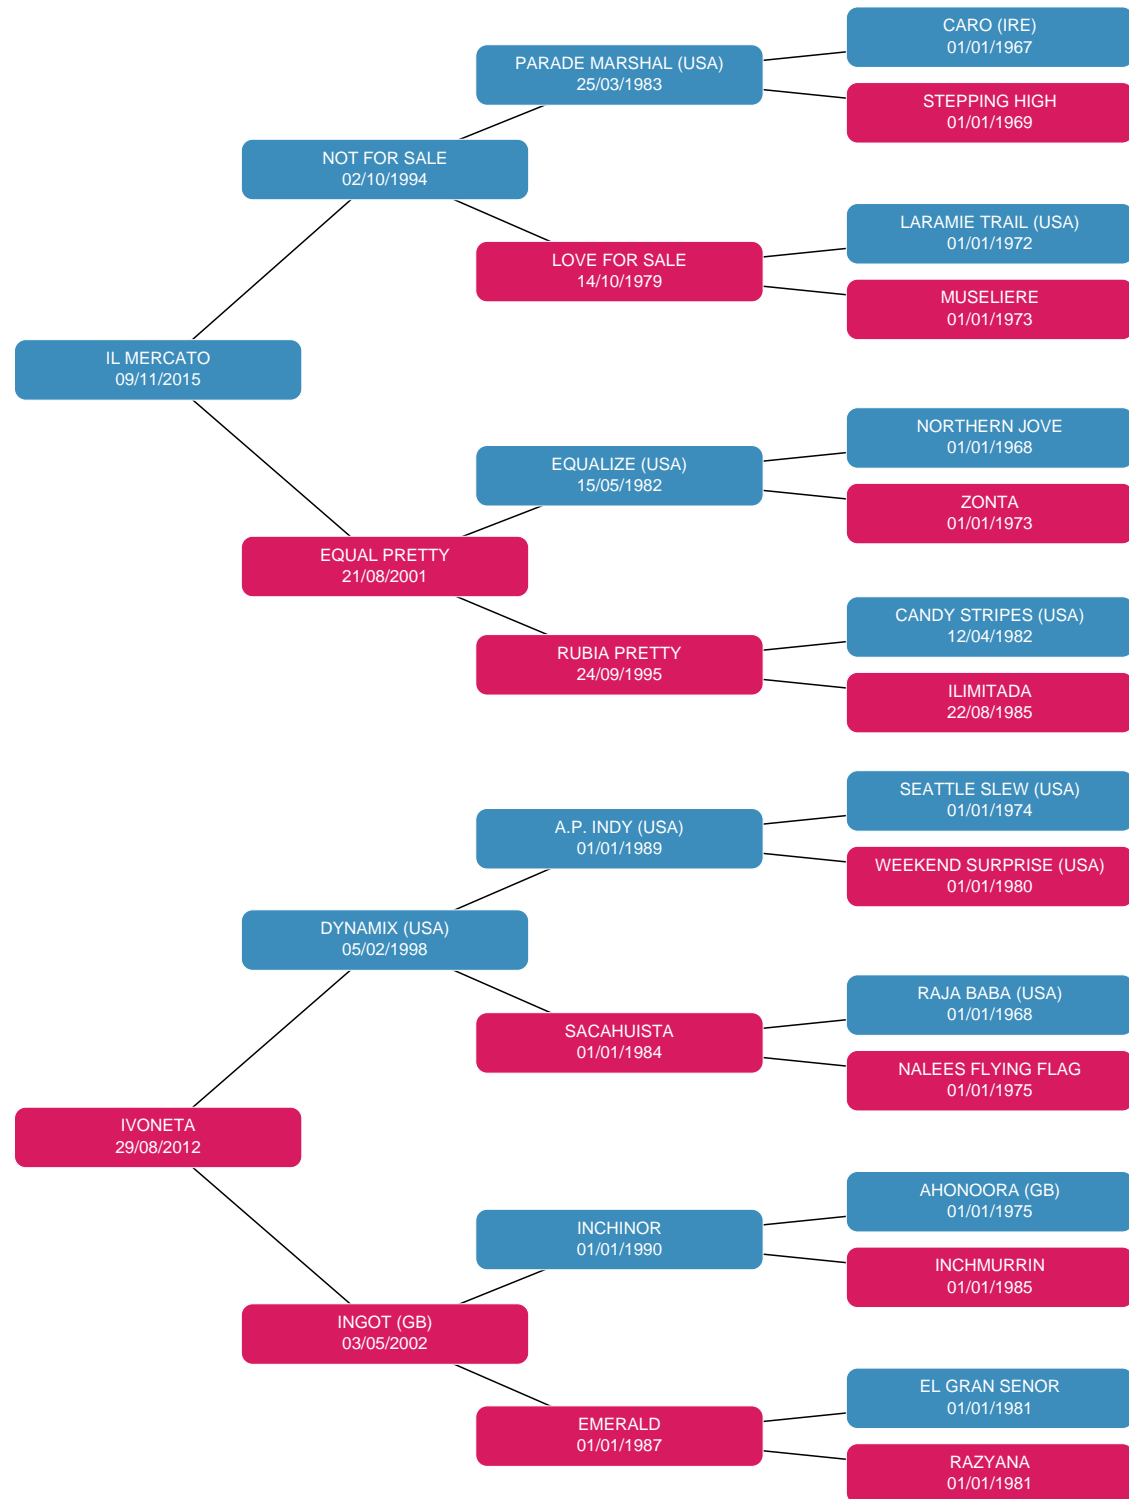 CARO (IRE)
01/01/1967
PARADE MARSHAL (USA)
25/03/1983
STEPPING HIGH
01/01/1969
NOT FOR SALE
02/10/1994
LARAMIE TRAIL (USA)
01/01/1972
LOVE FOR SALE
14/10/1979
MUSELIERE
01/01/1973
IL MERCATO
09/11/2015
NORTHERN JOVE
01/01/1968
EQUALIZE (USA)
15/05/1982
ZONTA
01/01/1973
EQUAL PRETTY
21/08/2001
CANDY STRIPES (USA)
12/04/1982
RUBIA PRETTY
24/09/1995
ILIMITADA
22/08/1985
SEATTLE SLEW (USA)
01/01/1974
A.P. INDY (USA)
01/01/1989
WEEKEND SURPRISE (USA)
01/01/1980
DYNAMIX (USA)
05/02/1998
RAJA BABA (USA)
01/01/1968
SACAHUISTA
01/01/1984
NALEES FLYING FLAG
01/01/1975
IVONETA
29/08/2012
AHONOORA (GB)
01/01/1975
INCHINOR
01/01/1990
INCHMURRIN
01/01/1985
INGOT (GB)
03/05/2002
EL GRAN SENOR
01/01/1981
EMERALD
01/01/1987
RAZYANA
01/01/1981